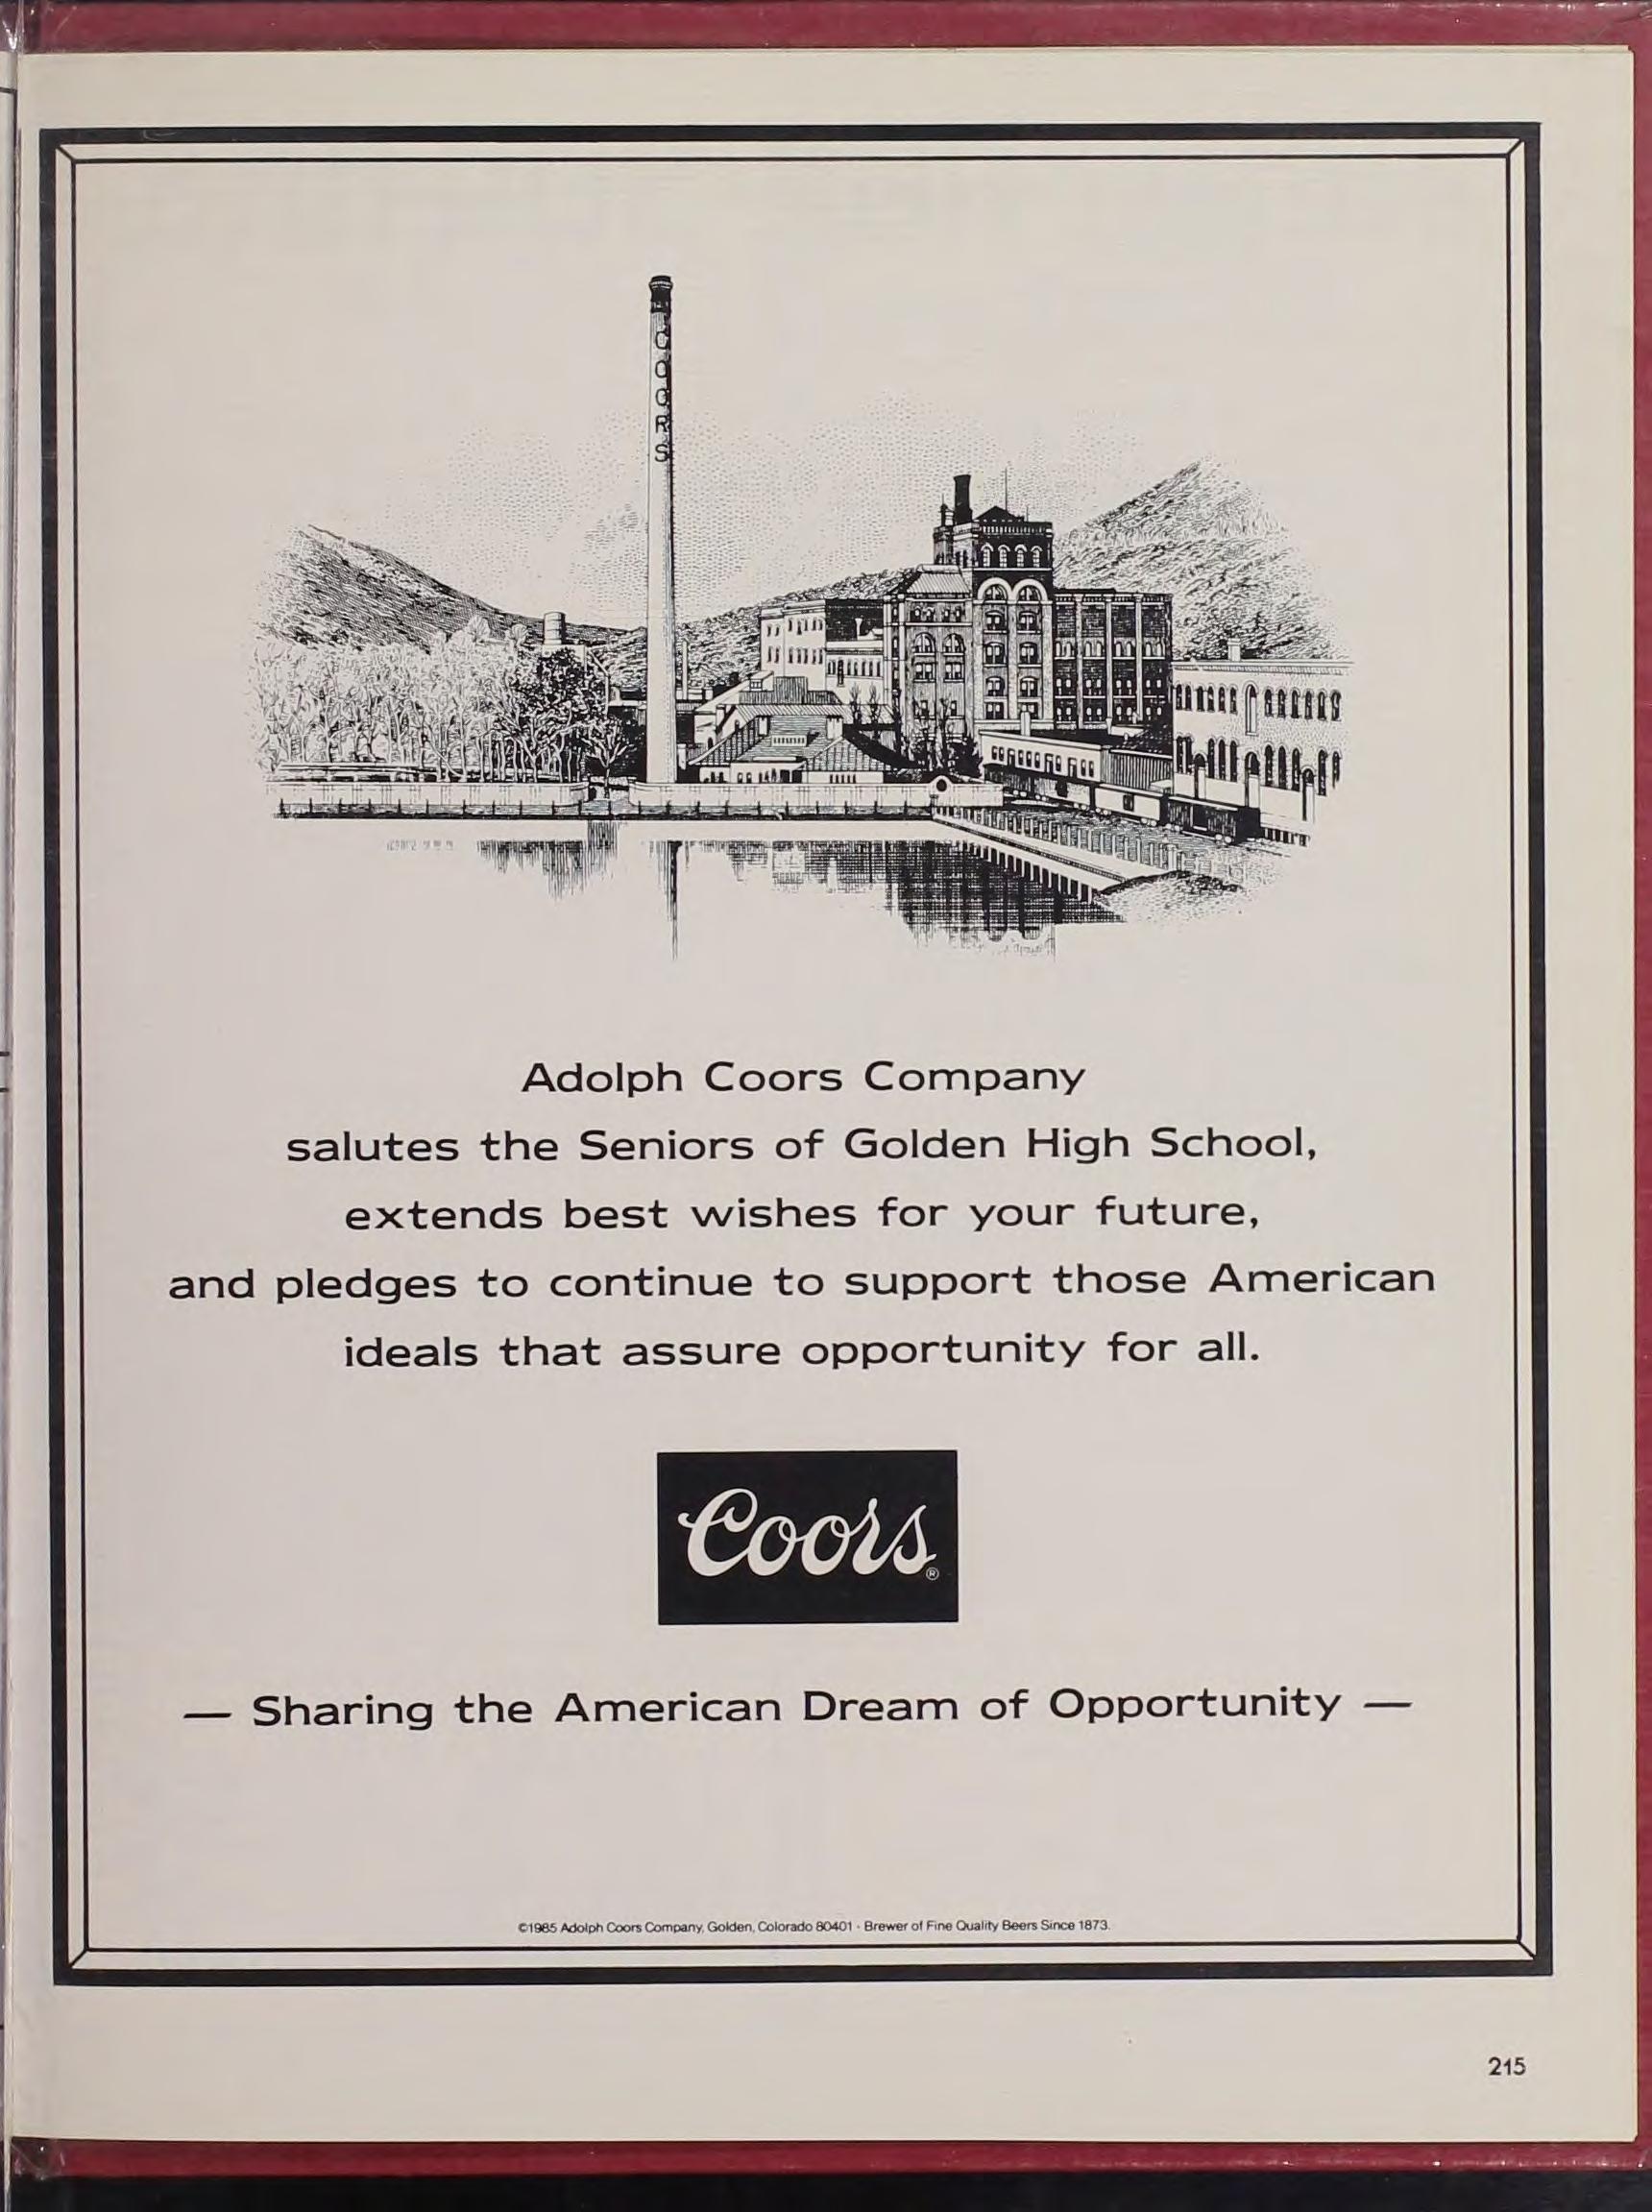 COORS
Adolph Coors Company
salutes the Seniors of Golden High School,
extends best wishes for your future,
and pledges to continue to support those American
ideals that assure opportunity for all.
Coors®
— Sharing the American Dream of Opportunity —
©1985 Adolph Coors Company, Golden, Colorado 80401 · Brewer of Fine Quality Beers Since 1873.
215